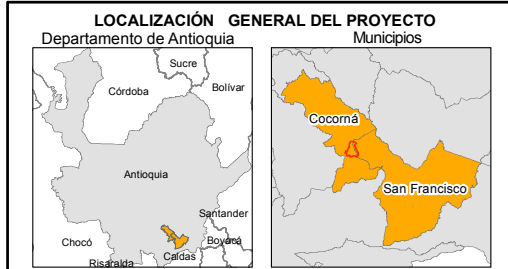 LOCALIZACIÓN GENERAL DEL PROYECTO
Departamento de Antioquia
Municipios
Sucre
Córdoba
Bolívar
Antioquia
Santander
Chocó
Boyacá
Caldas
Risaralda
Cocorná
San Francisco